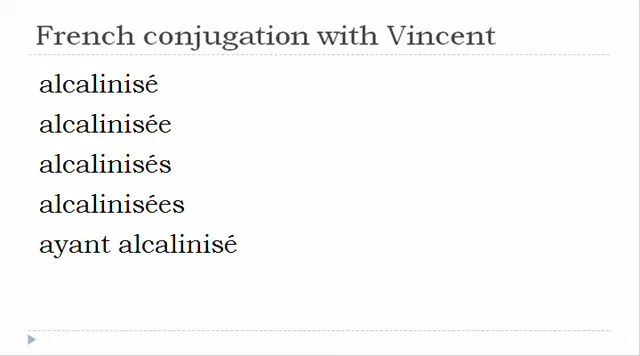 French conjugation with Vincent
alcalinisé
alcalinisée
alcalinisés
alcalinisées
ayant alcalinisé